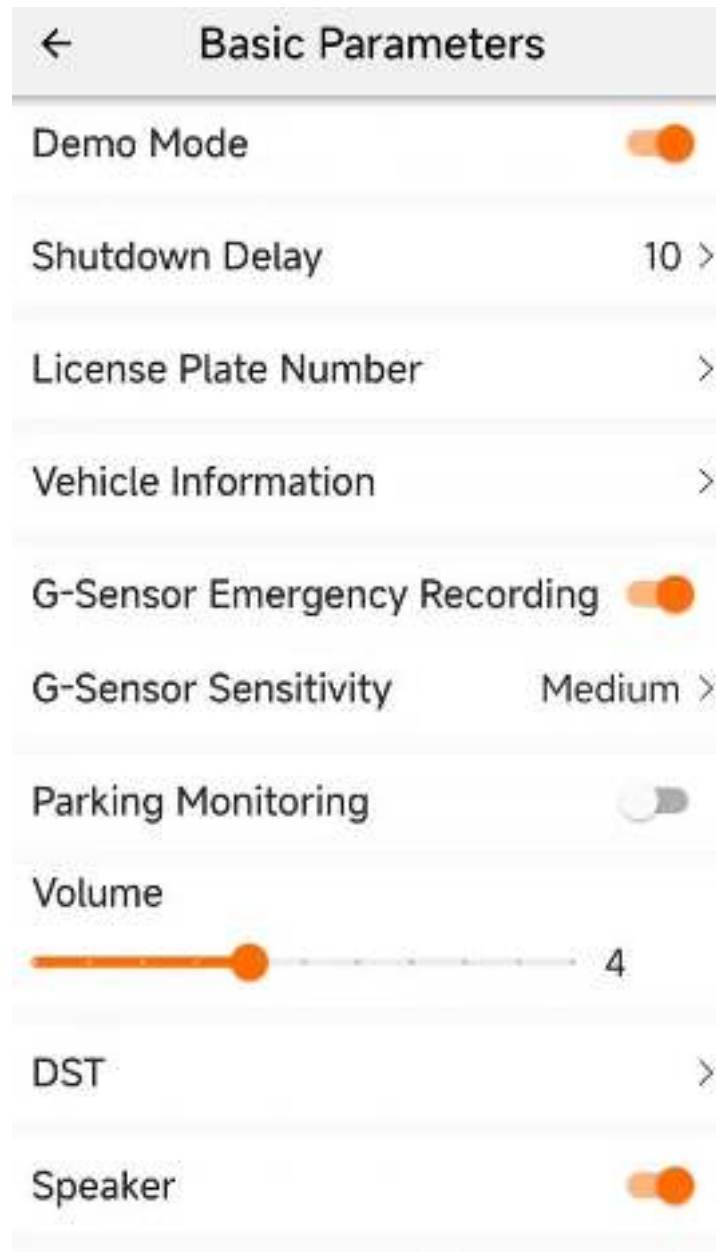 Basic Parameters
Demo Mode
Shutdown Delay 10
License Plate Number
Vehicle Information
G-Sensor Emergency Recording
G-Sensor Sensitivity Medium
Parking Monitoring
Volume
4
DST
Speaker